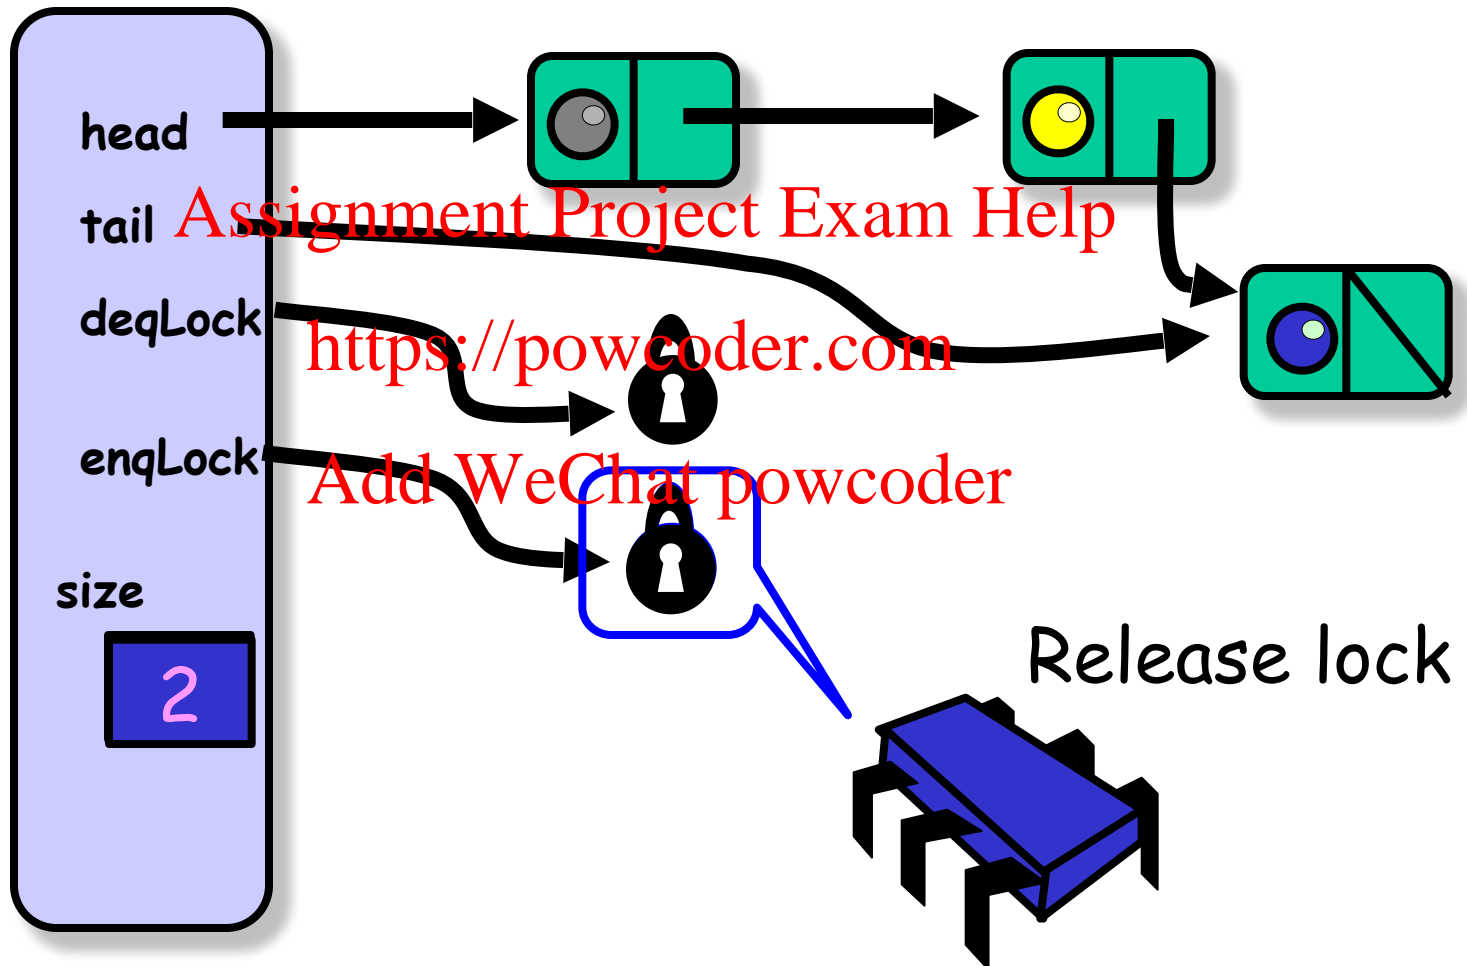 head
tail
Assignment Project Exam Help
deqLock
https://powcoder.com
enqLock
Add WeChat powcoder
size
2
Release lock